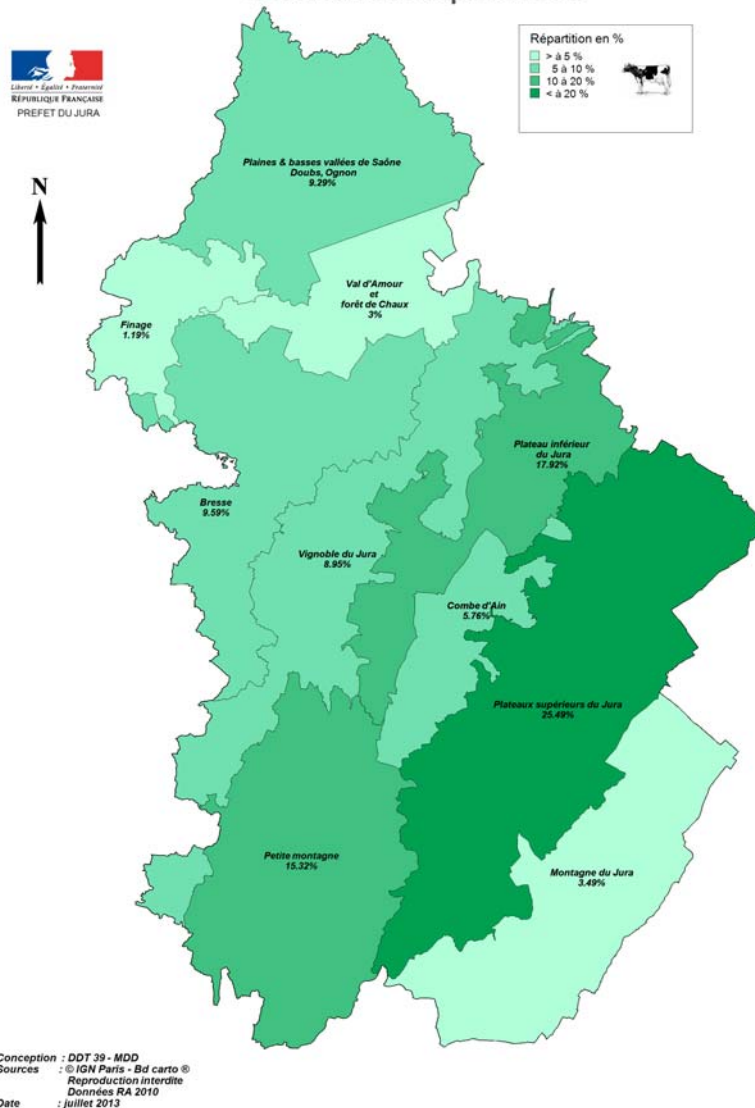 Répartition en %
> à 5 %
5 à 10 %
10 à 20 %
< à 20 %
Liberté • Égalité • Fraternité
RÉPUBLIQUE FRANÇAISE
PREFET DU JURA
N
Plaines & basses vallées de Saône
Doubs, Ognon
9.29%
Val d'Amour
et
forêt de Chaux
3%
Finage
1.19%
Plateau inférieur
du Jura
17.92%
Bresse
9.59%
Vignoble du Jura
8.95%
Combe d'Ain
5.76%
Plateaux supérieurs du Jura
25.49%
Petite montagne
15.32%
Montagne du Jura
3.49%
Conception : DDT 39 - MDD
Sources : © IGN Paris - Bd carto ®
Reproduction interdite
Données RA 2010
Date : juillet 2013